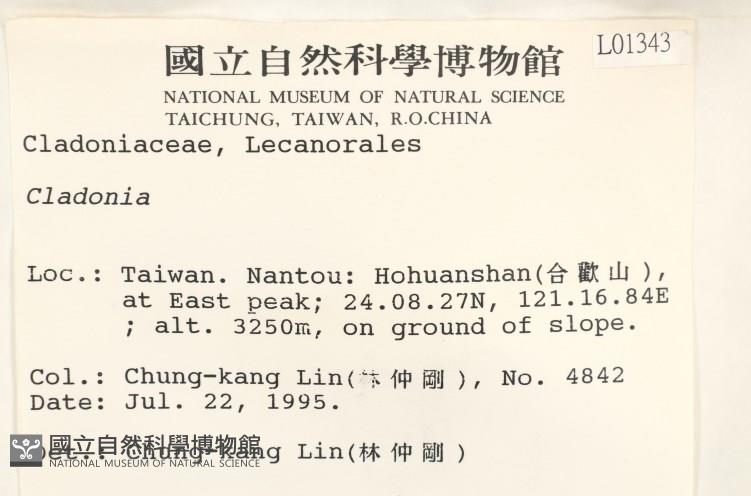 國立自然科學博物館
L01343
NATIONAL MUSEUM OF NATURAL SCIENCE
TAICHUNG, TAIWAN, R.O.CHINA
Cladoniaceae, Lecanorales
Cladonia
Loc.: Taiwan. Nantou: Hohuanshan(合歡山),
at East peak; 24.08.27N, 121.16.84E
; alt. 3250m, on ground of slope.
Col.: Chung-kang Lin(林仲剛), No. 4842
Date: Jul. 22, 1995.
Det.: Chung-kang Lin(林仲剛)
國立自然科學博物館
NATIONAL MUSEUM OF NATURAL SCIENCE